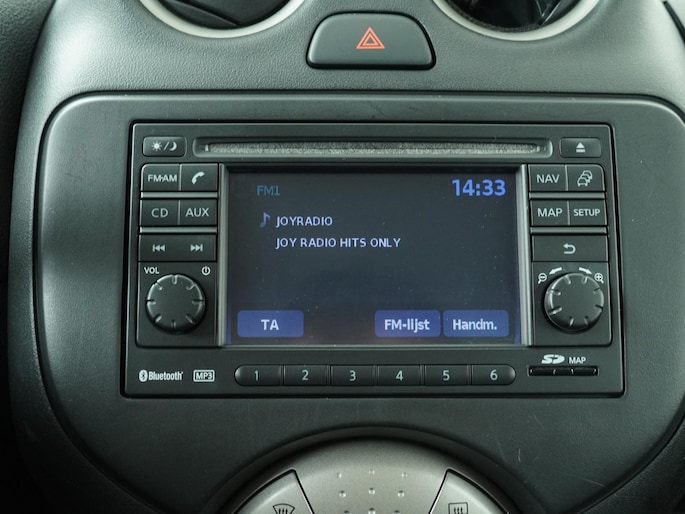 FM1 14:33
JOYRADIO
JOY RADIO HITS ONLY
TA FM-lijst Handm.
FM·AM NAV
CD AUX MAP SETUP
VOL
Bluetooth MP3 1 2 3 4 5 6 SD MAP